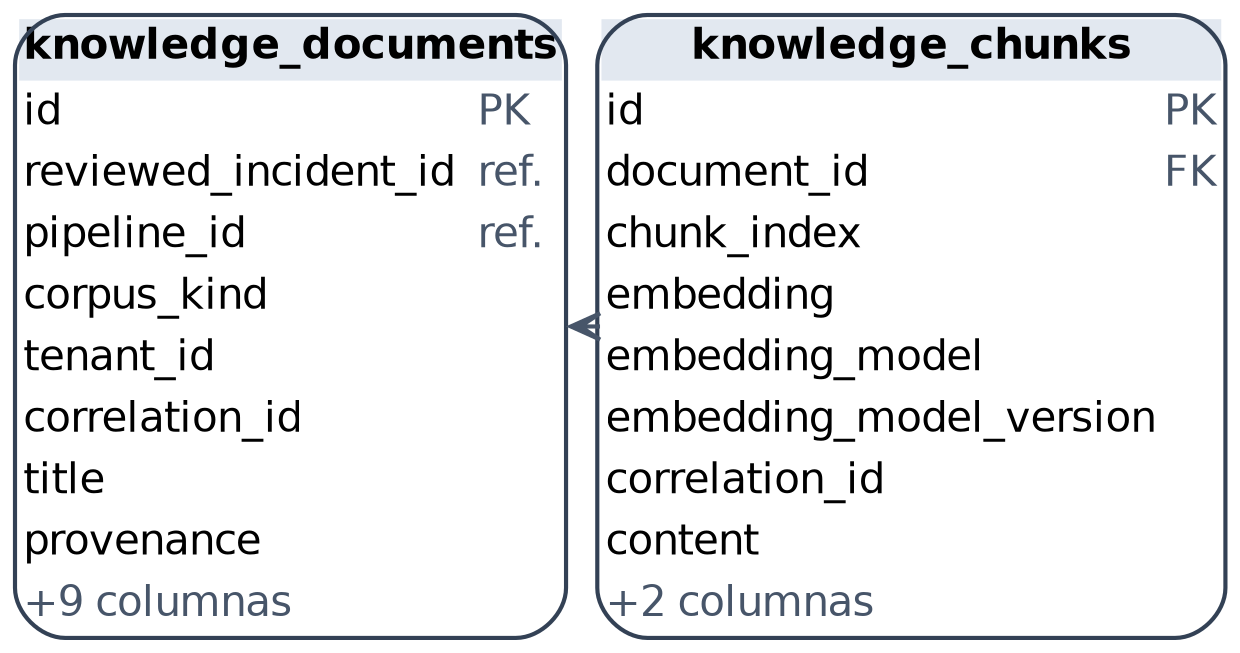 knowledge_documents
id PK
reviewed_incident_id ref.
pipeline_id ref.
corpus_kind
tenant_id
correlation_id
title
provenance
+9 columnas
knowledge_chunks
id PK
document_id FK
chunk_index
embedding
embedding_model
embedding_model_version
correlation_id
content
+2 columnas